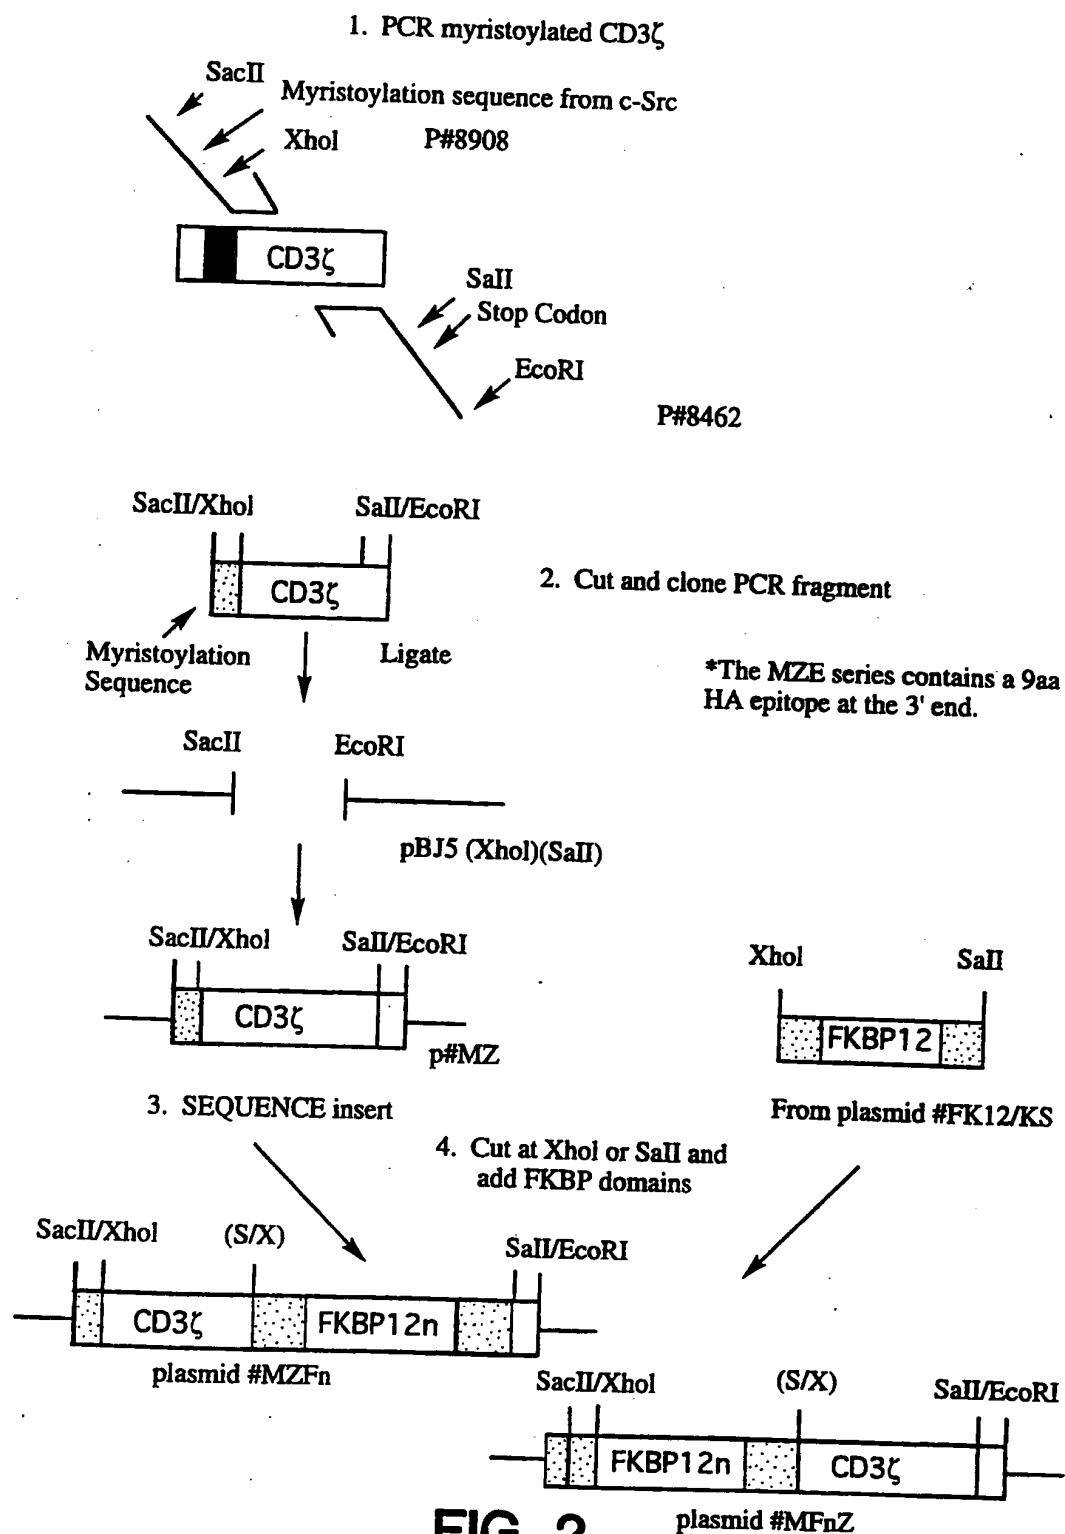 1. PCR myristoylated CD3ζ
SacII
Myristoylation sequence from c-Src
XhoI P#8908
CD3ζ
SalI
Stop Codon
EcoRI
P#8462
SacII/XhoI SalI/EcoRI
CD3ζ
2. Cut and clone PCR fragment
Myristoylation
Sequence
Ligate
*The MZE series contains a 9aa
HA epitope at the 3' end.
SacII EcoRI
pBJ5 (XhoI)(SalI)
SacII/XhoI SalI/EcoRI
CD3ζ
p#MZ
XhoI SalI
FKBP12
From plasmid #FK12/KS
3. SEQUENCE insert
4. Cut at XhoI or SalI and
add FKBP domains
SacII/XhoI (S/X) SalI/EcoRI
CD3ζ FKBP12n
plasmid #MZFn
SacII/XhoI (S/X) SalI/EcoRI
FKBP12n CD3ζ
plasmid #MFnZ
FIG. 2